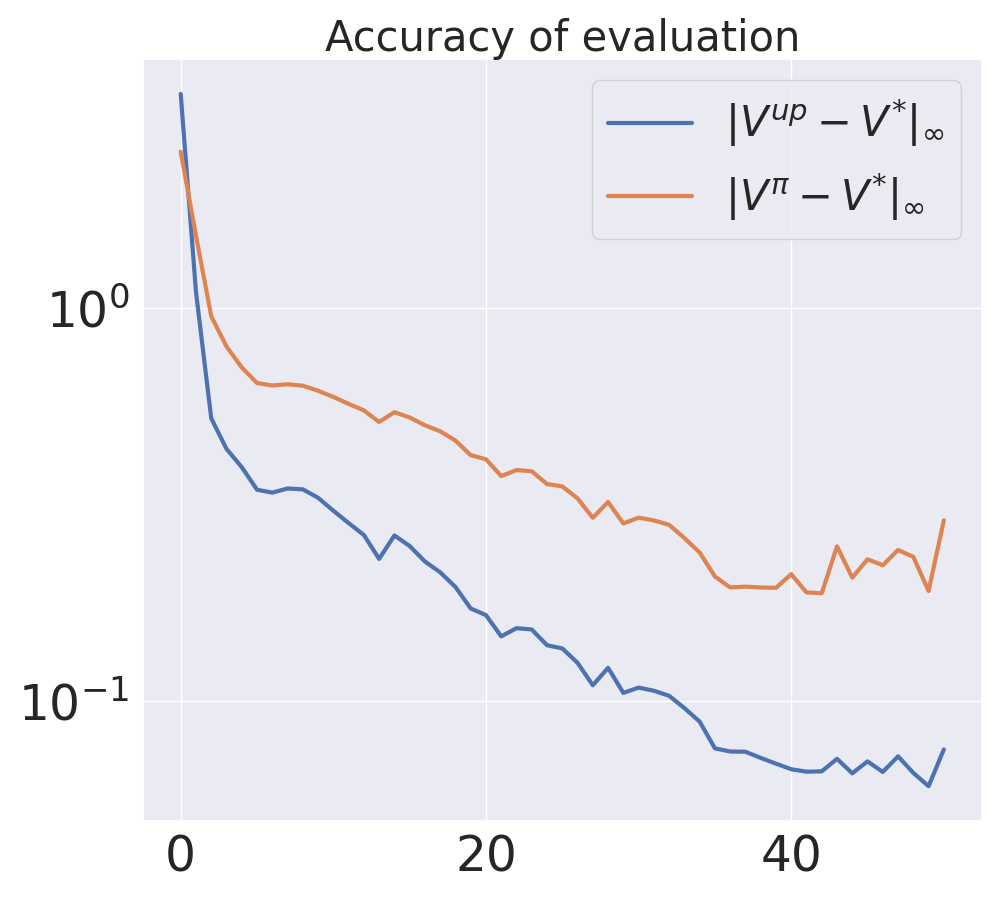 Accuracy of evaluation
|V^{up} − V^*|_∞
|V^π − V^*|_∞
10^0
10^{−1}
0 20 40